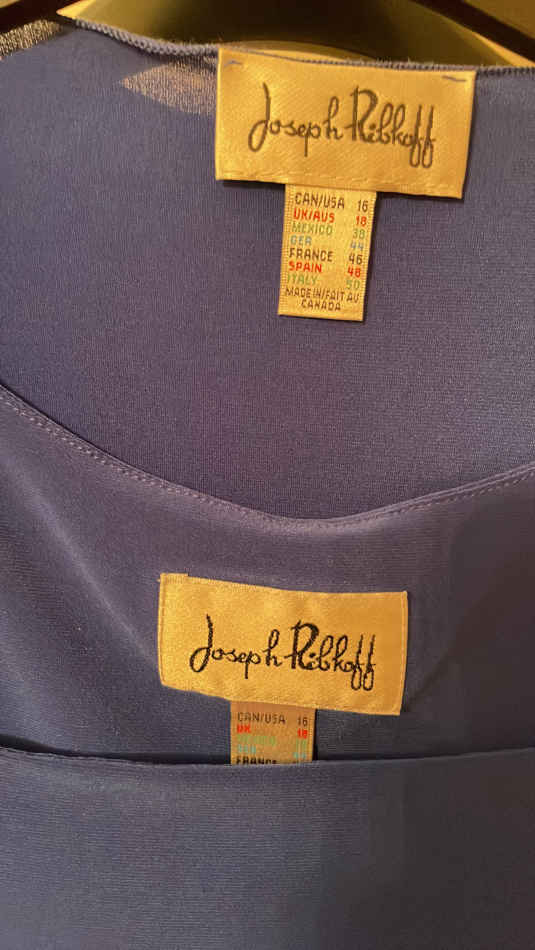 Joseph Ribkoff
CAN/USA 16
UK/AUS 18
MEXICO 38
GER 44
FRANCE 46
SPAIN 48
ITALY 50
MADE IN/FAIT AU
CANADA
Joseph Ribkoff
CAN/USA 16
UK 18
FRANCE